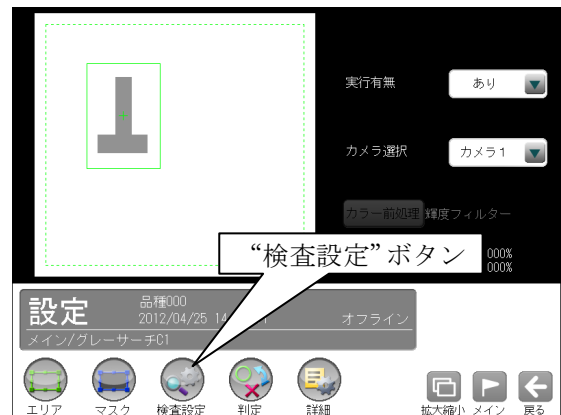 実行有無
あり
カメラ選択
カメラ1
カラー前処理 輝度フィルター
“検査設定”ボタン
000%
000%
設定
品種000
2012/04/25 14
オフライン
メイン/グレーサーチC1
エリア
マスク
検査設定
判定
詳細
拡大縮小
メイン
戻る